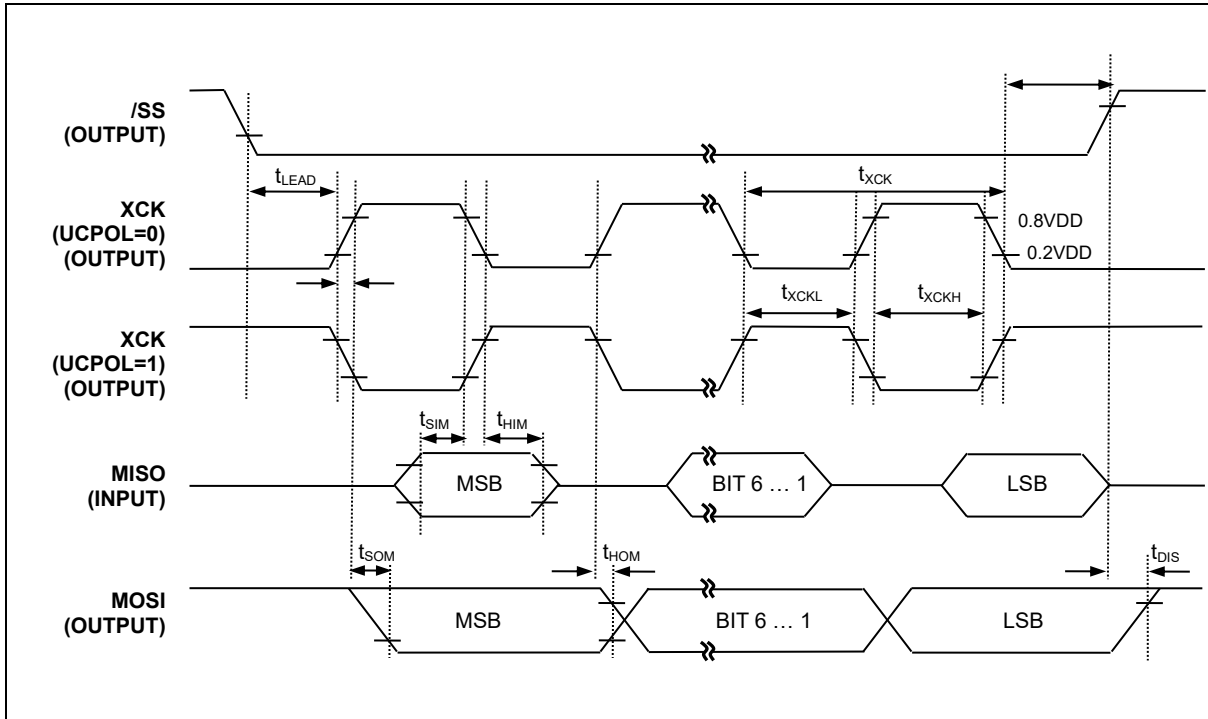 /SS
(OUTPUT)
tLEAD
tXCK
XCK
(UCPOL=0)
(OUTPUT)
0.8VDD
0.2VDD
tXCKL
tXCKH
XCK
(UCPOL=1)
(OUTPUT)
tSIM
tHIM
MISO
(INPUT)
MSB
BIT 6 … 1
LSB
tSOM
tHOM
tDIS
MOSI
(OUTPUT)
MSB
BIT 6 … 1
LSB